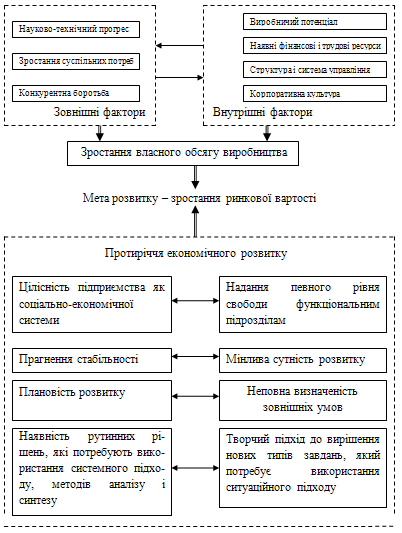 Науково-технічний прогрес
Зростання суспільних потреб
Конкурентна боротьба
Зовнішні фактори
Виробничий потенціал
Наявні фінансові і трудові ресурси
Структура і система управління
Корпоративна культура
Внутрішні фактори
Зростання власного обсягу виробництва
Мета розвитку – зростання ринкової вартості
Протиріччя економічного розвитку
Цілісність підприємства як
соціально-економічної
системи
Надання певного рівня
свободи функціональним
підрозділам
Прагнення стабільності
Мінлива сутність розвитку
Плановість розвитку
Неповна визначеність
зовнішніх умов
Наявність рутинних рі-
шень, які потребують вико-
ристання системного підхо-
ду, методів аналізу і
синтезу
Творчий підхід до вирішення
нових типів завдань, який
потребує використання
ситуаційного підходу